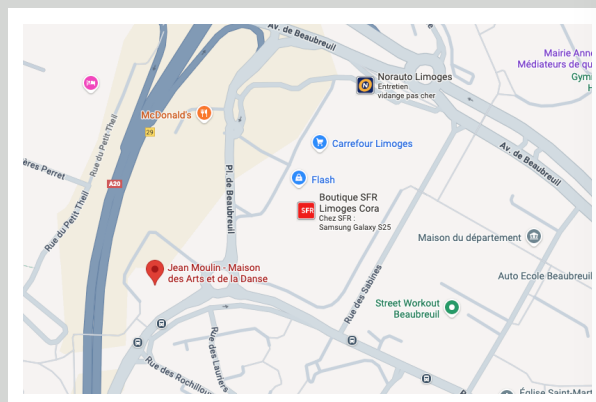 Av. de Beaubreuil
Norauto Limoges
Entretien
vidange pas cher
Mairie Anne
Médiateurs de qu
Gym
H
McDonald's
29
Carrefour Limoges
Rue du Petit Theil
Av. de Beaubreuil
ères Perret
A20
Pl. de Beaubreuil
Flash
SFR
Boutique SFR
Limoges Cora
Chez SFR :
Samsung Galaxy S25
Rue du Petit Theil
Maison du département
Jean Moulin - Maison
des Arts et de la Danse
Auto Ecole Beaubreuil
Rue des Sabines
Street Workout
Beaubreuil
Rue des Lauriers
Rue des Rochillou
Église Saint-Mart